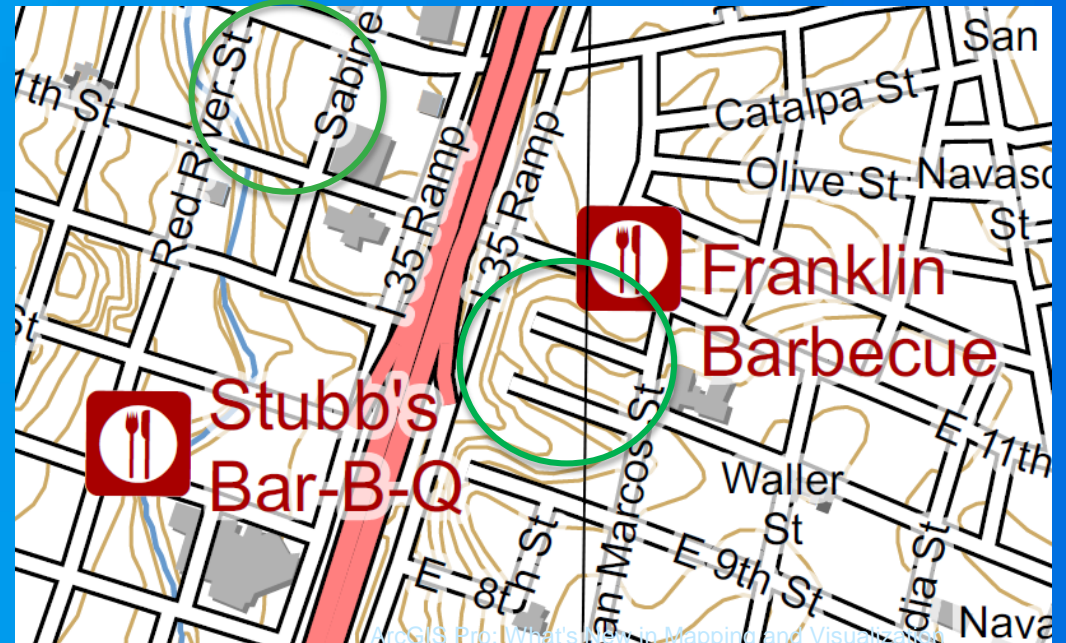 San
Sabine
Catalpa St
1th St
Red River St
Olive St
Navasc
St
I 35 Ramp
I 35 Ramp
Franklin
Barbecue
St
Stubb's
Bar-B-Q
E 11th
Waller
St
San Marcos St
E 9th St
E 8th St
dia St
Nava
ArcGIS Pro: What's New in Mapping and Visualization